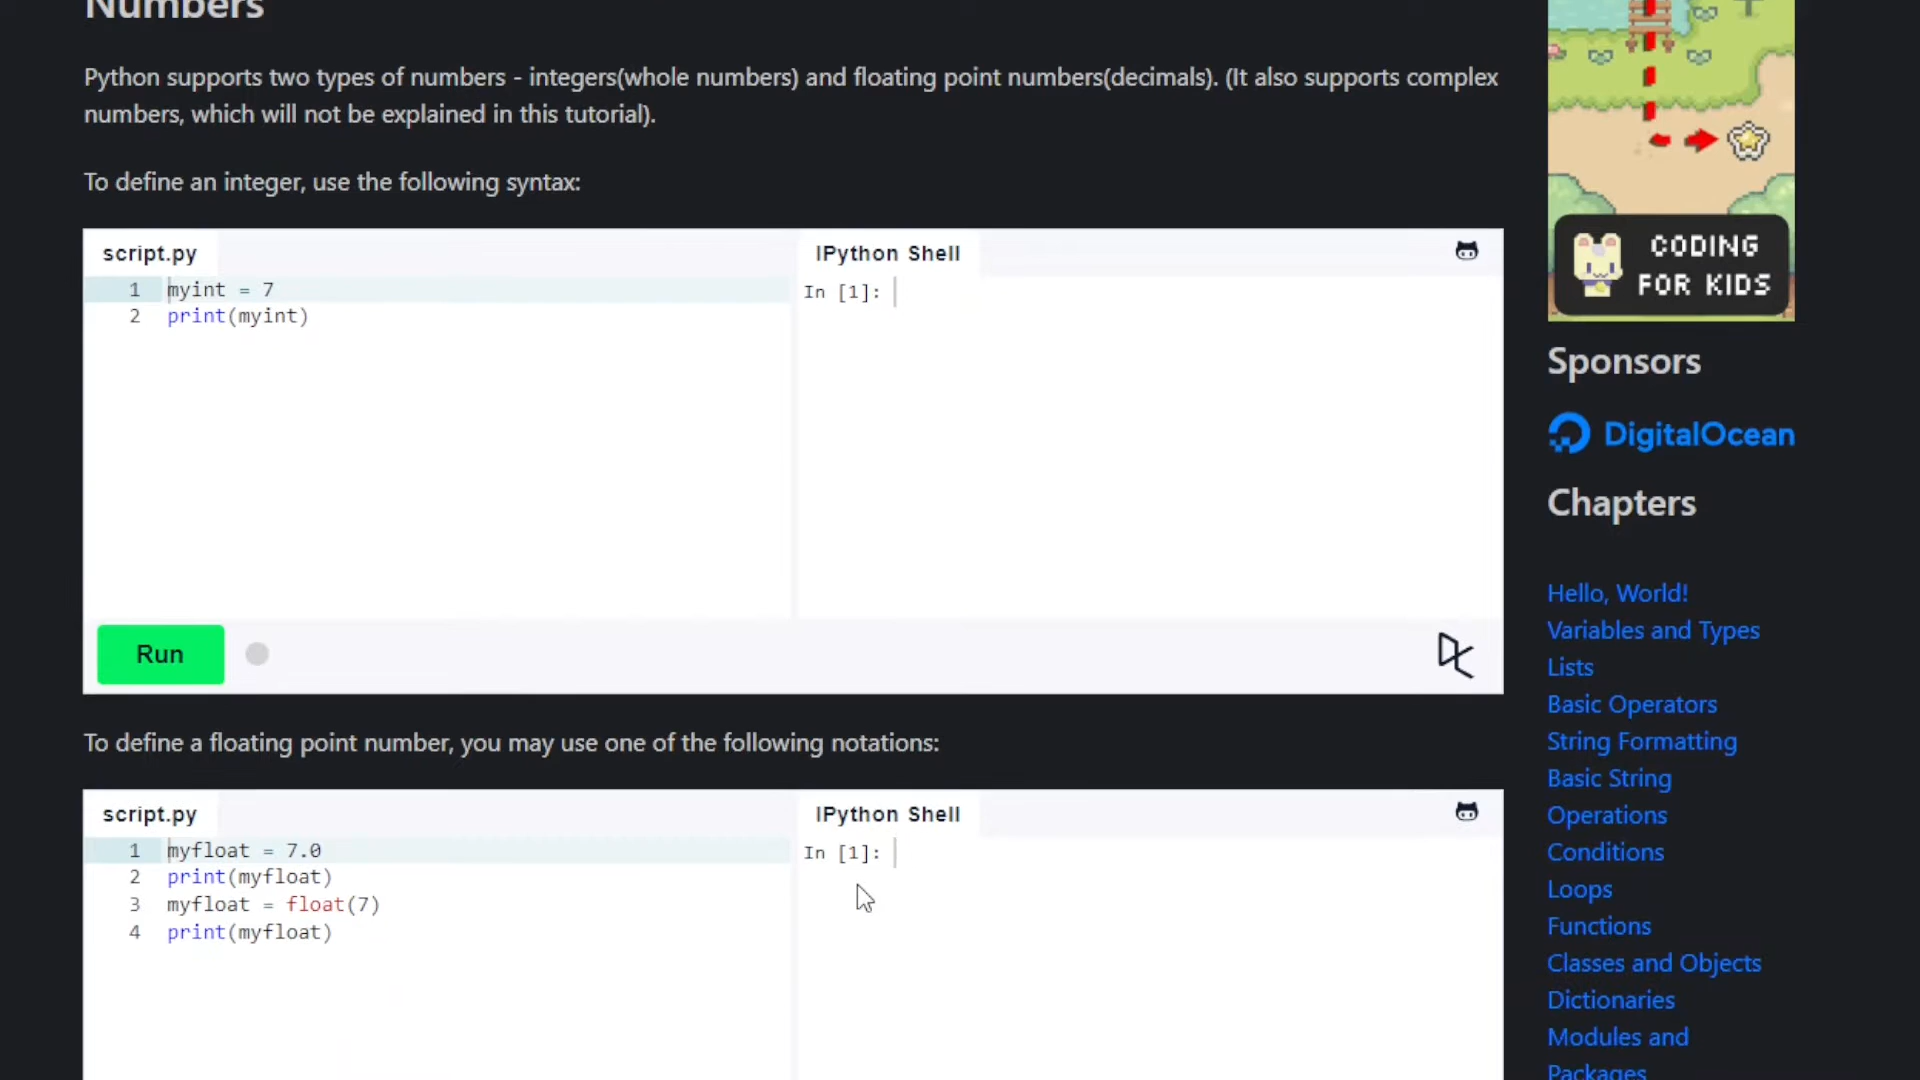 Numbers
Python supports two types of numbers - integers(whole numbers) and floating point numbers(decimals). (It also supports complex
numbers, which will not be explained in this tutorial).
To define an integer, use the following syntax:
script.py
1 myint = 7
2 print(myint)
IPython Shell
In [1]:
Run
To define a floating point number, you may use one of the following notations:
script.py
1 myfloat = 7.0
2 print(myfloat)
3 myfloat = float(7)
4 print(myfloat)
IPython Shell
In [1]:
CODING
FOR KIDS
Sponsors
DigitalOcean
Chapters
Hello, World!
Variables and Types
Lists
Basic Operators
String Formatting
Basic String
Operations
Conditions
Loops
Functions
Classes and Objects
Dictionaries
Modules and
Packages